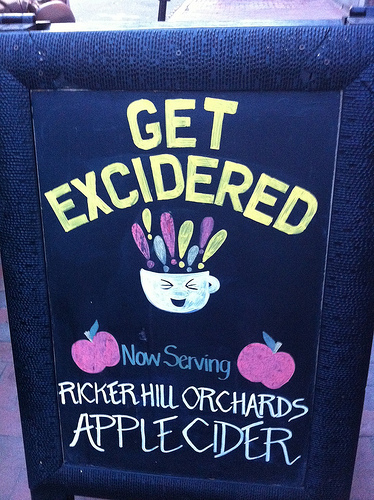 GET
EXCIDERED
Now Serving
RICKER HILL ORCHARDS
APPLE CIDER